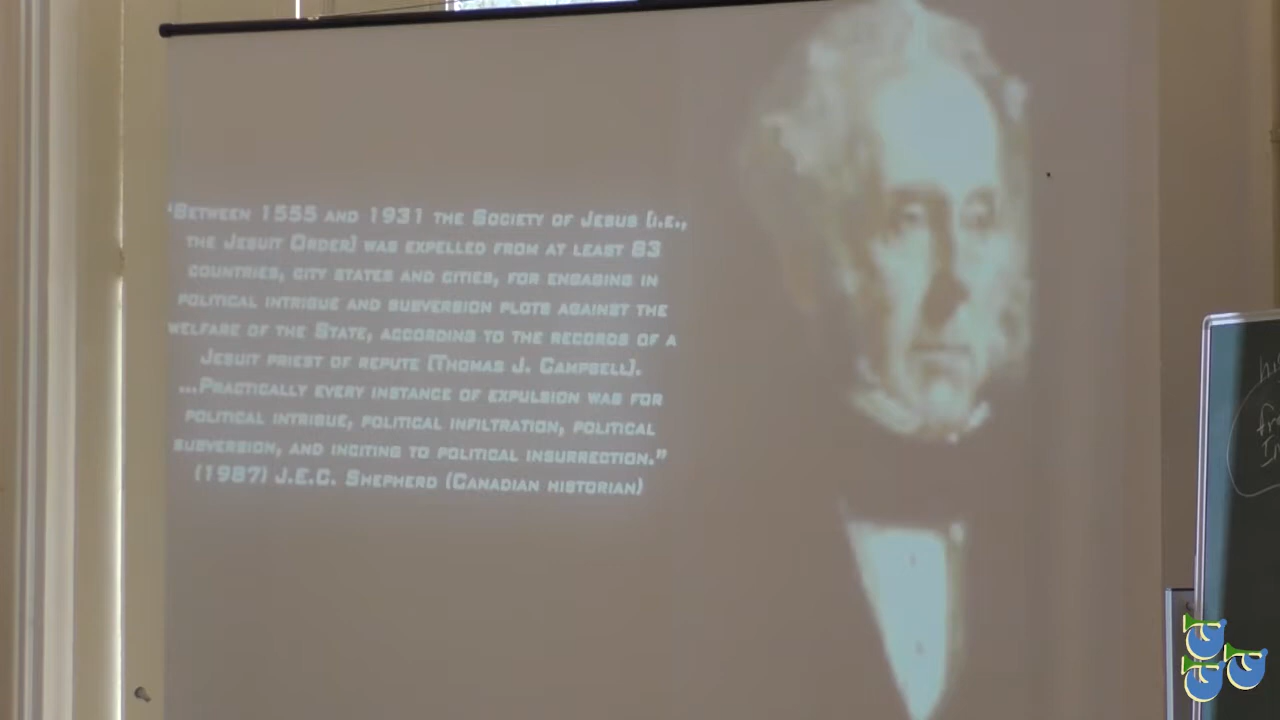 “Between 1555 and 1931 the Society of Jesus [i.e.,
the Jesuit Order] was expelled from at least 83
countries, city states and cities, for engaging in
political intrigue and subversion plots against the
welfare of the State, according to the records of a
Jesuit priest of repute [Thomas J. Campbell].
...Practically every instance of expulsion was for
political intrigue, political infiltration, political
subversion, and inciting to political insurrection.”
(1987) J.E.C. Shepherd (Canadian historian)